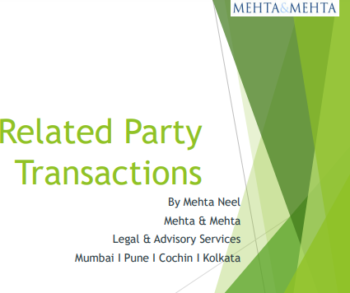 MEHTA&MEHTA
Related Party
Transactions
By Mehta Neel
Mehta & Mehta
Legal & Advisory Services
Mumbai I Pune I Cochin I Kolkata